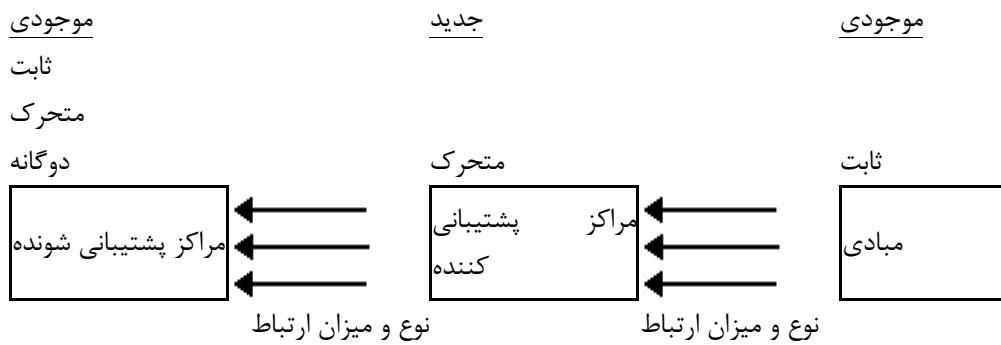 موجودی
جدید
موجودی
ثابت
متحرک
ثابت
متحرک
دوگانه
مبادی
مراکز پشتیبانی
کننده
مراکز پشتیبانی شونده
نوع و میزان ارتباط
نوع و میزان ارتباط